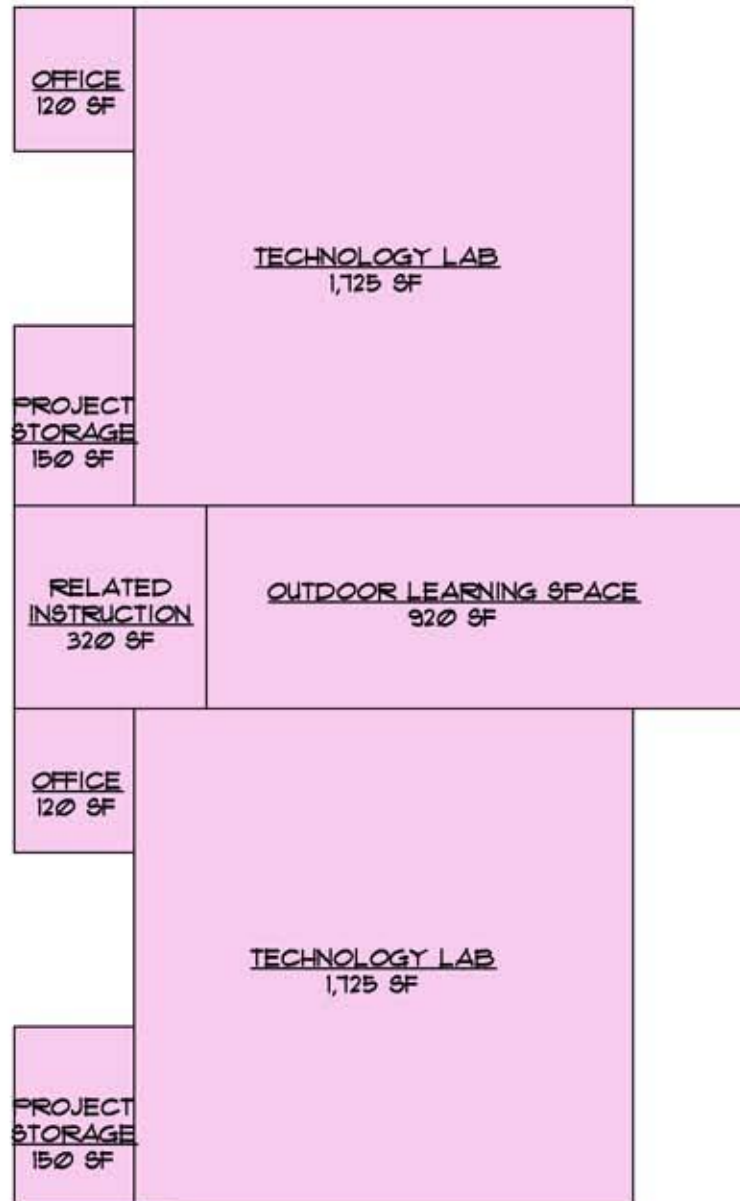 OFFICE
120 SF
TECHNOLOGY LAB
1,725 SF
PROJECT
STORAGE
150 SF
RELATED
INSTRUCTION
320 SF
OUTDOOR LEARNING SPACE
920 SF
OFFICE
120 SF
TECHNOLOGY LAB
1,725 SF
PROJECT
STORAGE
150 SF